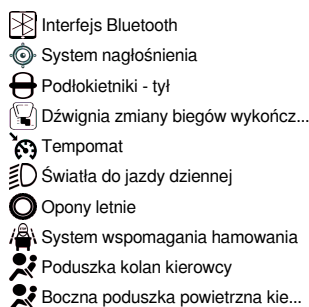 Interfejs Bluetooth
System nagłośnienia
Podłokietniki - tył
Dźwignia zmiany biegów wykończ...
Tempomat
Światła do jazdy dziennej
Opony letnie
System wspomagania hamowania
Poduszka kolan kierowcy
Boczna poduszka powietrzna kie...